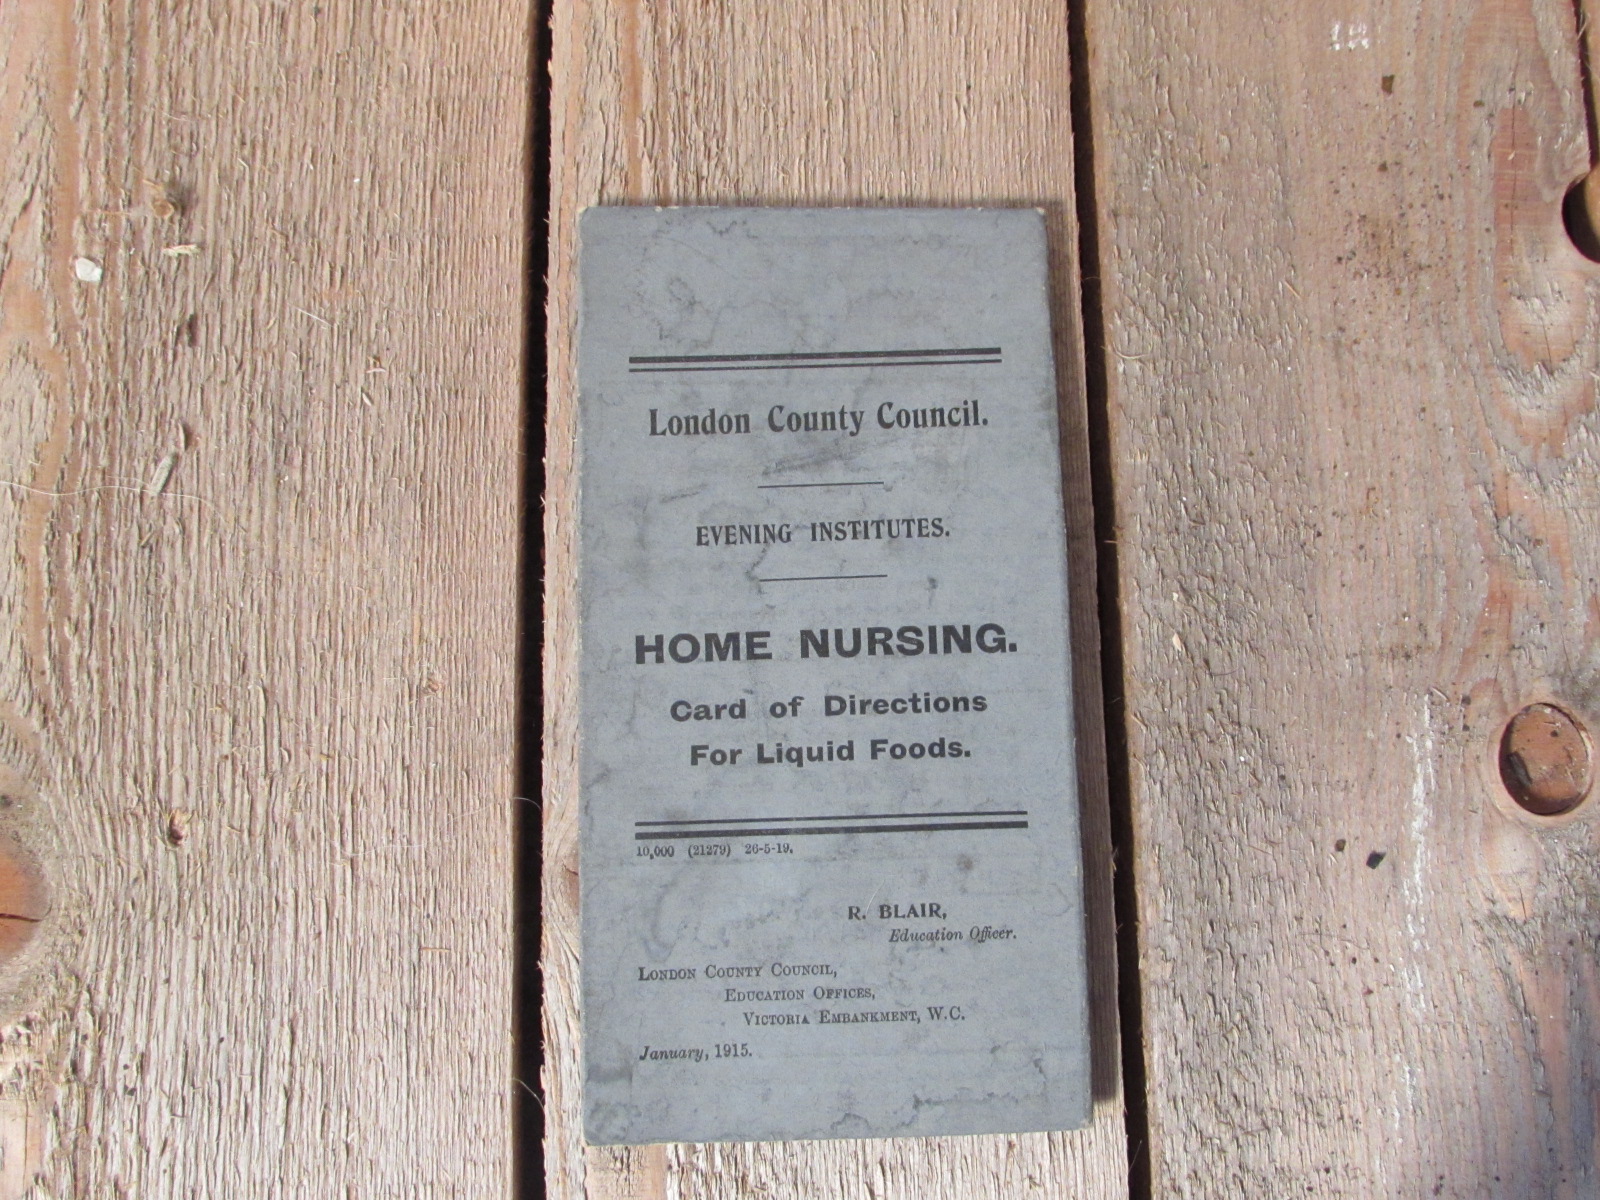 London County Council.
EVENING INSTITUTES.
HOME NURSING.
Card of Directions
For Liquid Foods.
10,000 (21279) 26-5-19.
R. BLAIR,
Education Officer.
LONDON COUNTY COUNCIL,
EDUCATION OFFICES,
VICTORIA EMBANKMENT, W.C.
January, 1915.